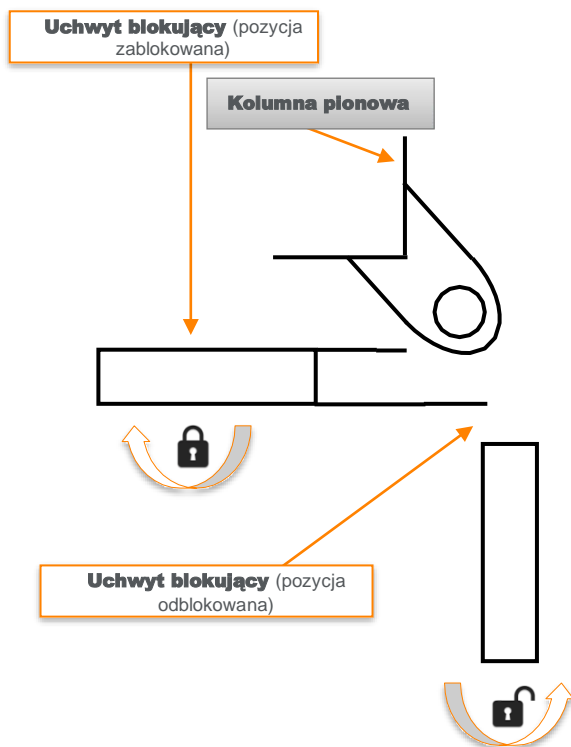 Uchwyt blokujący (pozycja
zablokowana)
Kolumna pionowa
Uchwyt blokujący (pozycja
odblokowana)